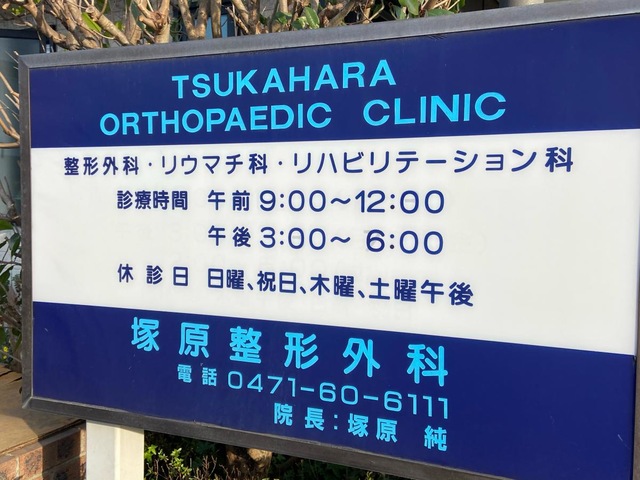 TSUKAHARA
ORTHOPAEDIC CLINIC
整形外科・リウマチ科・リハビリテーション科
診療時間 午前 9:00〜12:00
午後 3:00〜 6:00
休診日 日曜、祝日、木曜、土曜午後
塚原整形外科
電話 0471-60-6111
院長:塚原 純